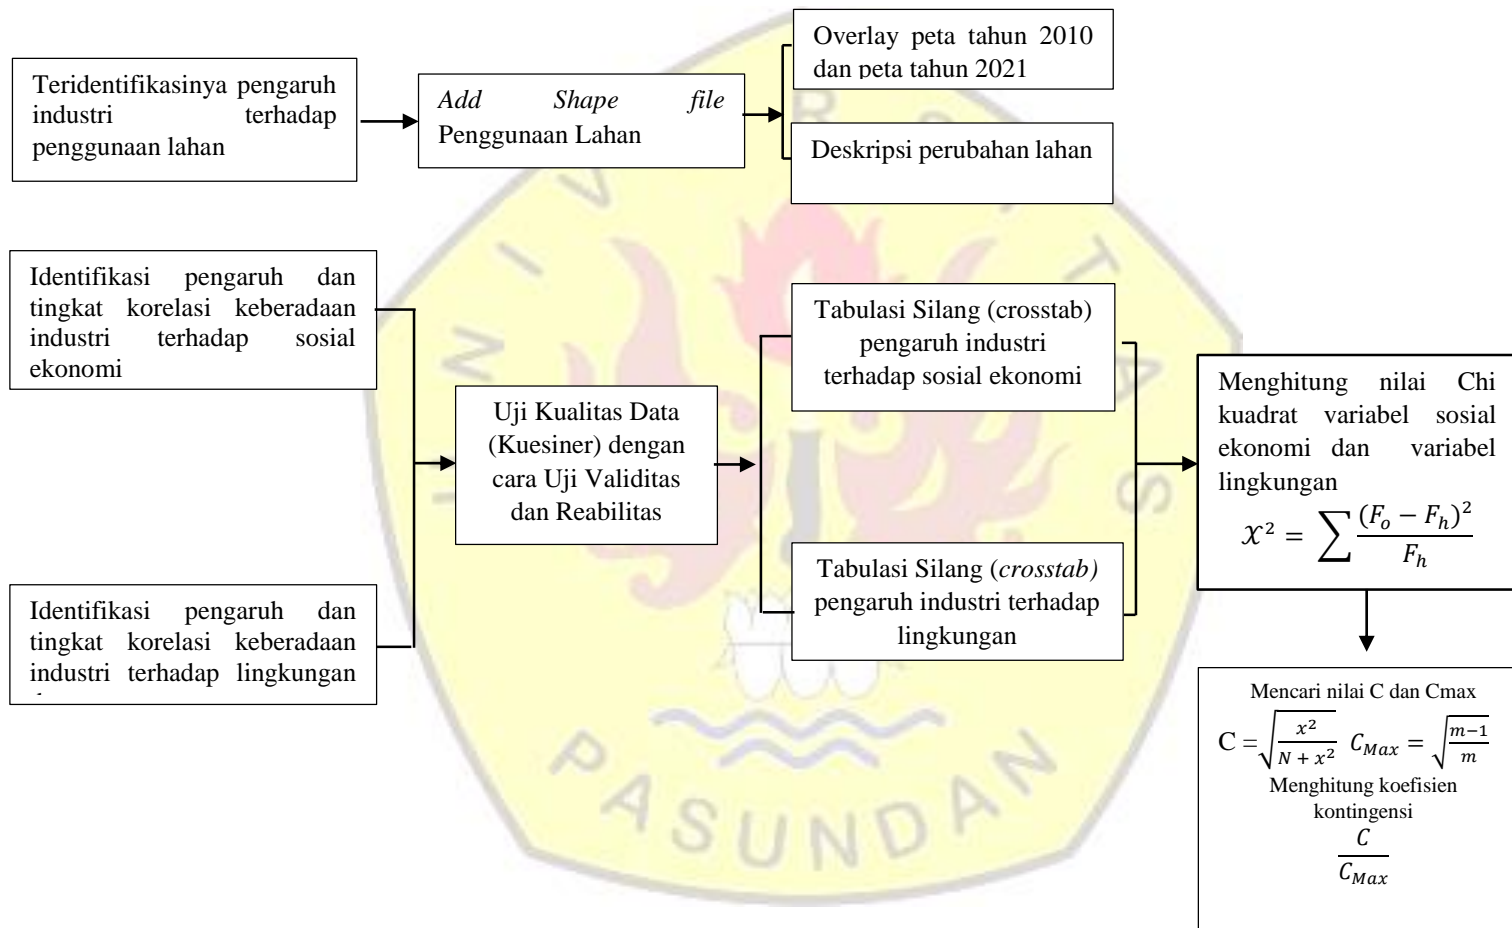 Teridentifikasinya pengaruh
industri terhadap
penggunaan lahan
Add Shape file
Penggunaan Lahan
Overlay peta tahun 2010
dan peta tahun 2021
Deskripsi perubahan lahan
Identifikasi pengaruh dan
tingkat korelasi keberadaan
industri terhadap sosial
ekonomi
Identifikasi pengaruh dan
tingkat korelasi keberadaan
industri terhadap lingkungan
Uji Kualitas Data
(Kuesiner) dengan
cara Uji Validitas
dan Reabilitas
Tabulasi Silang (crosstab)
pengaruh industri
terhadap sosial ekonomi
Tabulasi Silang (crosstab)
pengaruh industri terhadap
lingkungan
Menghitung nilai Chi
kuadrat variabel sosial
ekonomi dan variabel
lingkungan
𝒳² = ∑ (F_o − F_h)² / F_h
Mencari nilai C dan Cmax
C = √(x² / (N + x²)) C_Max = √((m−1) / m)
Menghitung koefisien
kontingensi
C / C_Max
PASUNDAN